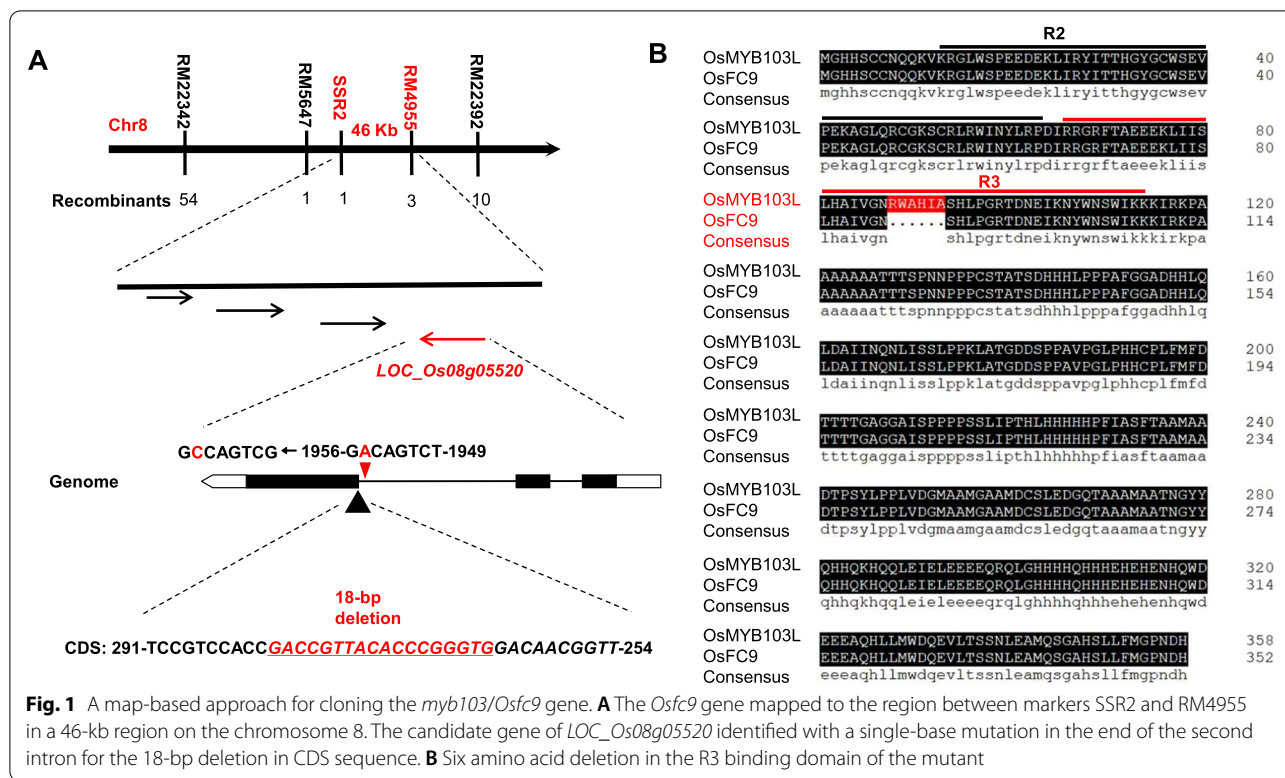 A
RM22342
RM5647
SSR2
RM4955
RM22392
Chr8
46 Kb
Recombinants 54 1 1 3 10
LOC_Os08g05520
GCCAGTCG ← 1956-GACAGTCT-1949
Genome
18-bp
deletion
CDS: 291-TCCGTCCACCGACCGTTACACCCGGGTGGACAACGGTT-254
B
R2
OsMYB103L MGHHSCCNQQKVKRGLWSPEEDEKLIRYITTHGYGCWSEV 40
OsFC9 MGHHSCCNQQKVKRGLWSPEEDEKLIRYITTHGYGCWSEV 40
Consensus mghhsccnqqkvkrglwspeedekliryitthgygcwsev
OsMYB103L PEKAGLQRCGKSCRLRWINYLRPDIRRGRFTAEEEKLIIS 80
OsFC9 PEKAGLQRCGKSCRLRWINYLRPDIRRGRFTAEEEKLIIS 80
Consensus pekaglqrcgkscrlrwinylrpdirrgrftaeeekliis
R3
OsMYB103L LHAIVGNRWAHIASHLPGRTDNEIKNYWNSWIKKKIRKPA 120
OsFC9 LHAIVGN......SHLPGRTDNEIKNYWNSWIKKKIRKPA 114
Consensus lhaivgn shlpgrtdneiknywnswikkkirkpa
OsMYB103L AAAAAATTTSPNNPPPCSTATSDHHHLPPPAFGGADHHLQ 160
OsFC9 AAAAAATTTSPNNPPPCSTATSDHHHLPPPAFGGADHHLQ 154
Consensus aaaaaatttspnnpppcstatsdhhhlpppafggadhhlq
OsMYB103L LDAIINQNLISSLPPKLATGDDSPPAVPGLPHHCPLFMFD 200
OsFC9 LDAIINQNLISSLPPKLATGDDSPPAVPGLPHHCPLFMFD 194
Consensus ldaiinqnlisslppklatgddsppavpglphhcplfmfd
OsMYB103L TTTTGAGGAISPPPPSSLIPTHLHHHHHPFIASFTAAMAA 240
OsFC9 TTTTGAGGAISPPPPSSLIPTHLHHHHHPFIASFTAAMAA 234
Consensus ttttgaggaisppppssliptHlhhhhhpfiasftaamaa
OsMYB103L DTPSYLPPLVDGMAAMGAAMDCSLEDGQTAAAMAATNGYY 280
OsFC9 DTPSYLPPLVDGMAAMGAAMDCSLEDGQTAAAMAATNGYY 274
Consensus dtpsylpplvdgmaamgaamdcsledgqtaaamaatngyy
OsMYB103L QHHQKHQQLEIELEEEEQRQLGHHHHQHHHEHEHENHQWD 320
OsFC9 QHHQKHQQLEIELEEEEQRQLGHHHHQHHHEHEHENHQWD 314
Consensus qhhqkhqqleieleeeeqrqlghhhhqhhhehehenhqwd
OsMYB103L EEEAQHLLMWDQEVLTSSNLEAMQSGAHSLLFMGPNDH 358
OsFC9 EEEAQHLLMWDQEVLTSSNLEAMQSGAHSLLFMGPNDH 352
Consensus eeeaqhllmwdqevltssnleamqsgahsllfmgpndh
Fig. 1 A map-based approach for cloning the myb103/Osfc9 gene. A The Osfc9 gene mapped to the region between markers SSR2 and RM4955
in a 46-kb region on the chromosome 8. The candidate gene of LOC_Os08g05520 identified with a single-base mutation in the end of the second
intron for the 18-bp deletion in CDS sequence. B Six amino acid deletion in the R3 binding domain of the mutant